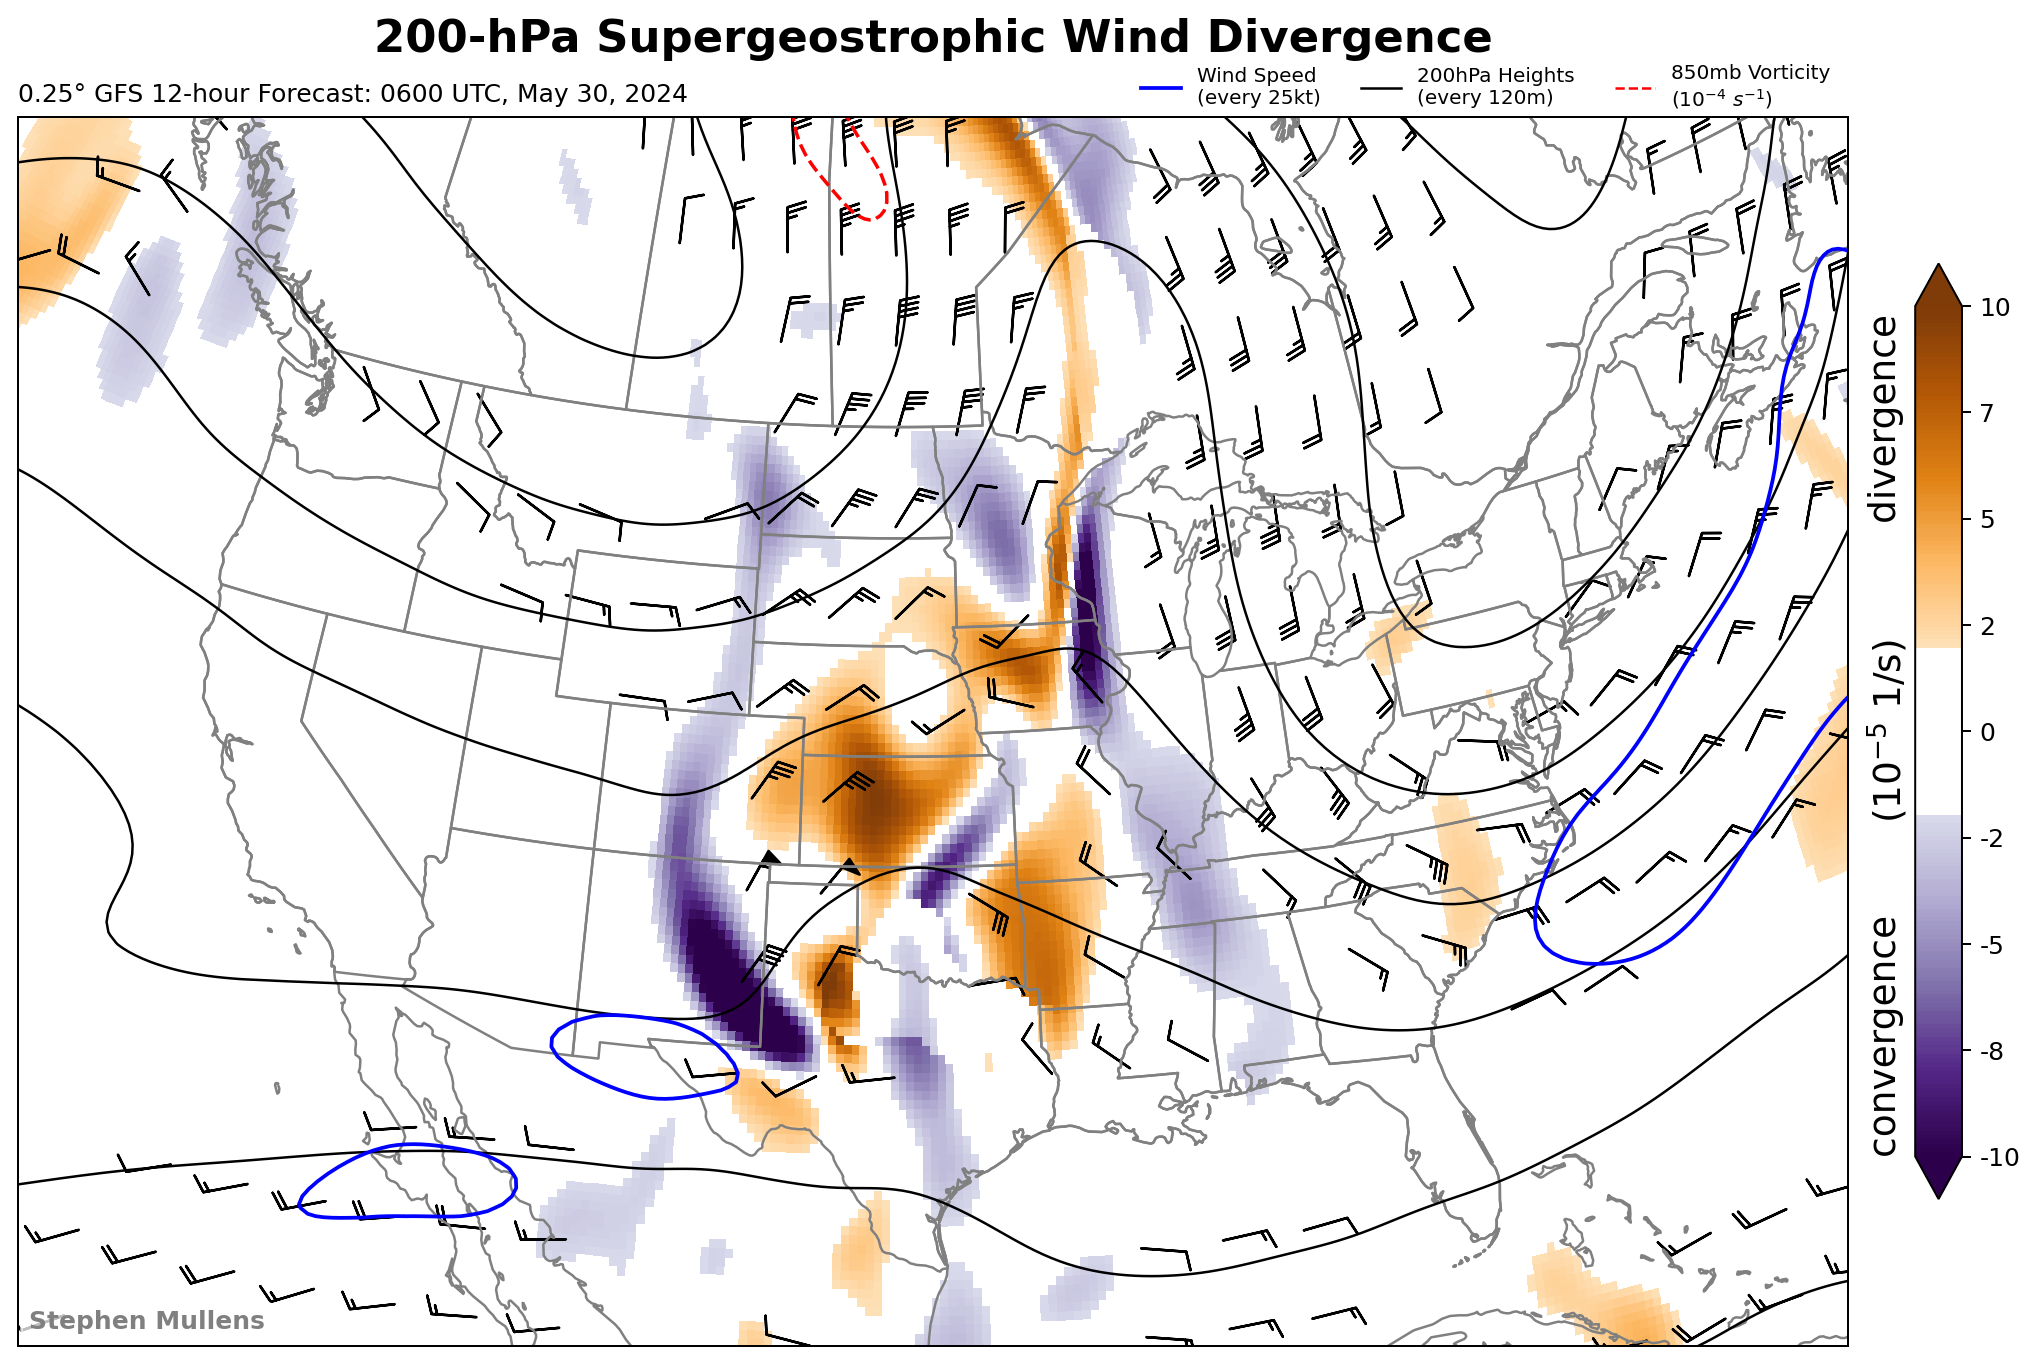 200-hPa Supergeostrophic Wind Divergence
0.25° GFS 12-hour Forecast: 0600 UTC, May 30, 2024
Wind Speed
(every 25kt)
200hPa Heights
(every 120m)
850mb Vorticity
(10⁻⁴ s⁻¹)
10
7
5
2
0
-2
-5
-8
-10
convergence (10⁻⁵ 1/s) divergence
Stephen Mullens